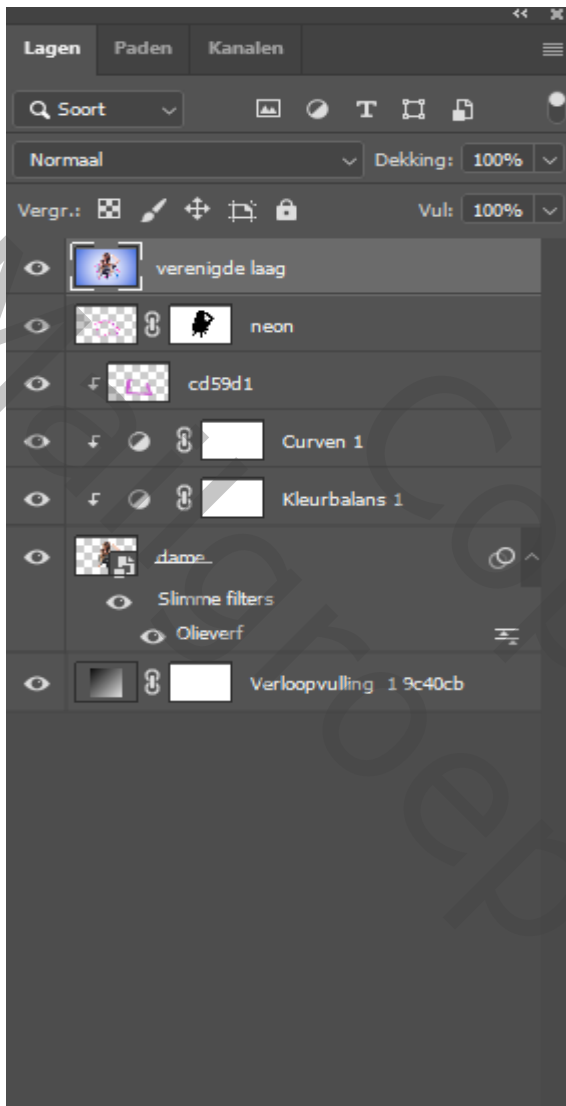 Lagen Paden Kanalen
Soort
Normaal Dekking: 100%
Vergr.: Vul: 100%
verenigde laag
neon
cd59d1
Curven 1
Kleurbalans 1
dame
Slimme filters
Olieverf
Verloopvulling 1 9c40cb